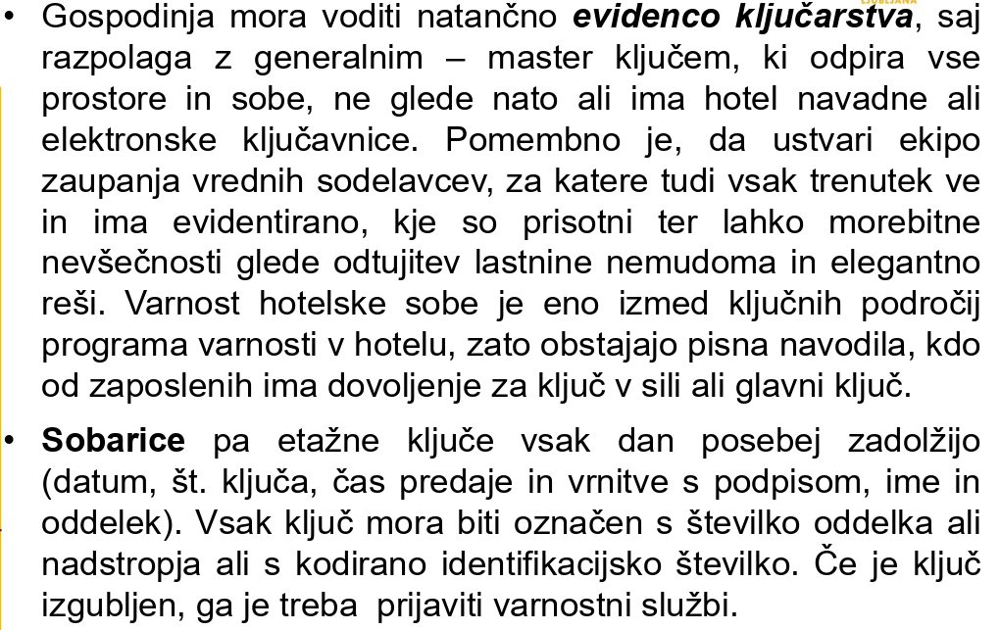 LJUBLJANA
• Gospodinja mora voditi natančno evidenco ključarstva, saj
razpolaga z generalnim – master ključem, ki odpira vse
prostore in sobe, ne glede nato ali ima hotel navadne ali
elektronske ključavnice. Pomembno je, da ustvari ekipo
zaupanja vrednih sodelavcev, za katere tudi vsak trenutek ve
in ima evidentirano, kje so prisotni ter lahko morebitne
nevšečnosti glede odtujitev lastnine nemudoma in elegantno
reši. Varnost hotelske sobe je eno izmed ključnih področij
programa varnosti v hotelu, zato obstajajo pisna navodila, kdo
od zaposlenih ima dovoljenje za ključ v sili ali glavni ključ.
• Sobarice pa etažne ključe vsak dan posebej zadolžijo
(datum, št. ključa, čas predaje in vrnitve s podpisom, ime in
oddelek). Vsak ključ mora biti označen s številko oddelka ali
nadstropja ali s kodirano identifikacijsko številko. Če je ključ
izgubljen, ga je treba  prijaviti varnostni službi.